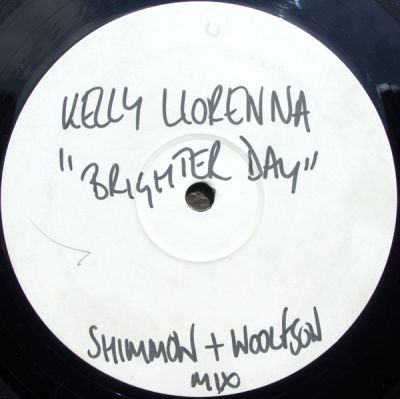 KELLY LLORENNA
"BRIGHTER DAY"
SHIMMON + WOOLFSON
MIX